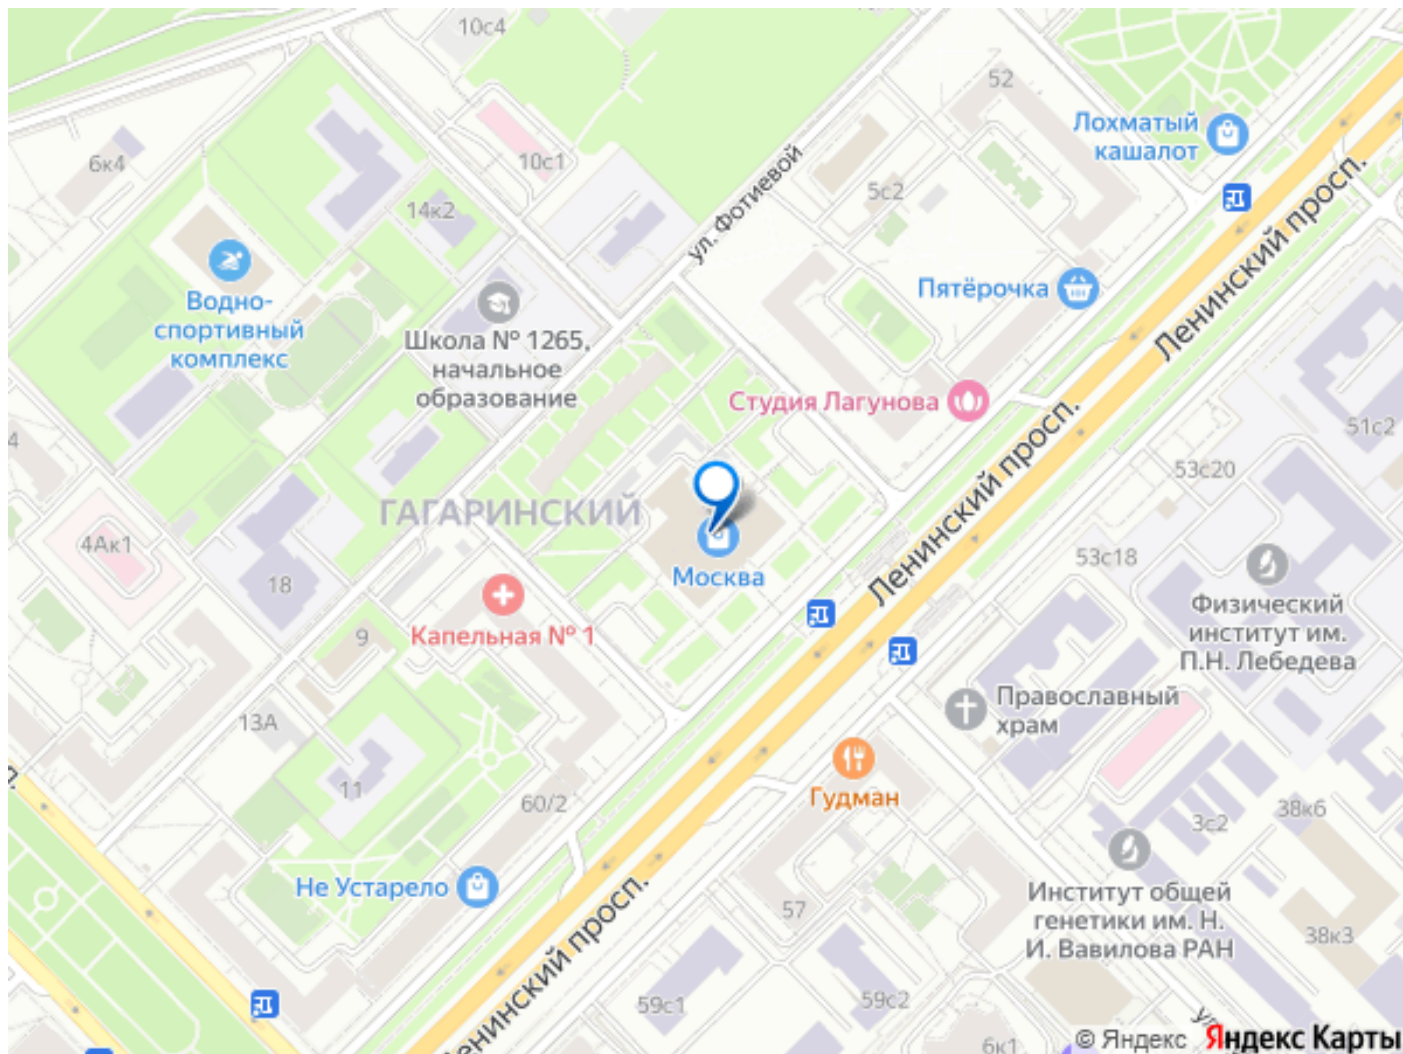 10с4
52
Лохматый
кашалот
6к4
10с1
ул. Фотиевой
5с2
14к2
Ленинский просп.
Пятёрочка
Водно-
спортивный
комплекс
Школа № 1265,
начальное
образование
Студия Лагунова
51с2
4
53с20
Ленинский просп.
ГАГАРИНСКИЙ
4Ак1
53с18
Москва
18
Физический
институт им.
П.Н. Лебедева
9
Капельная № 1
Православный
храм
13А
11
60/2
Гудман
38к6
3с2
Не Устарело
57
Институт общей
генетики им. Н.
И. Вавилова РАН
38к3
Ленинский просп.
59с1
59с2
6к1
© Яндекс Яндекс Карты